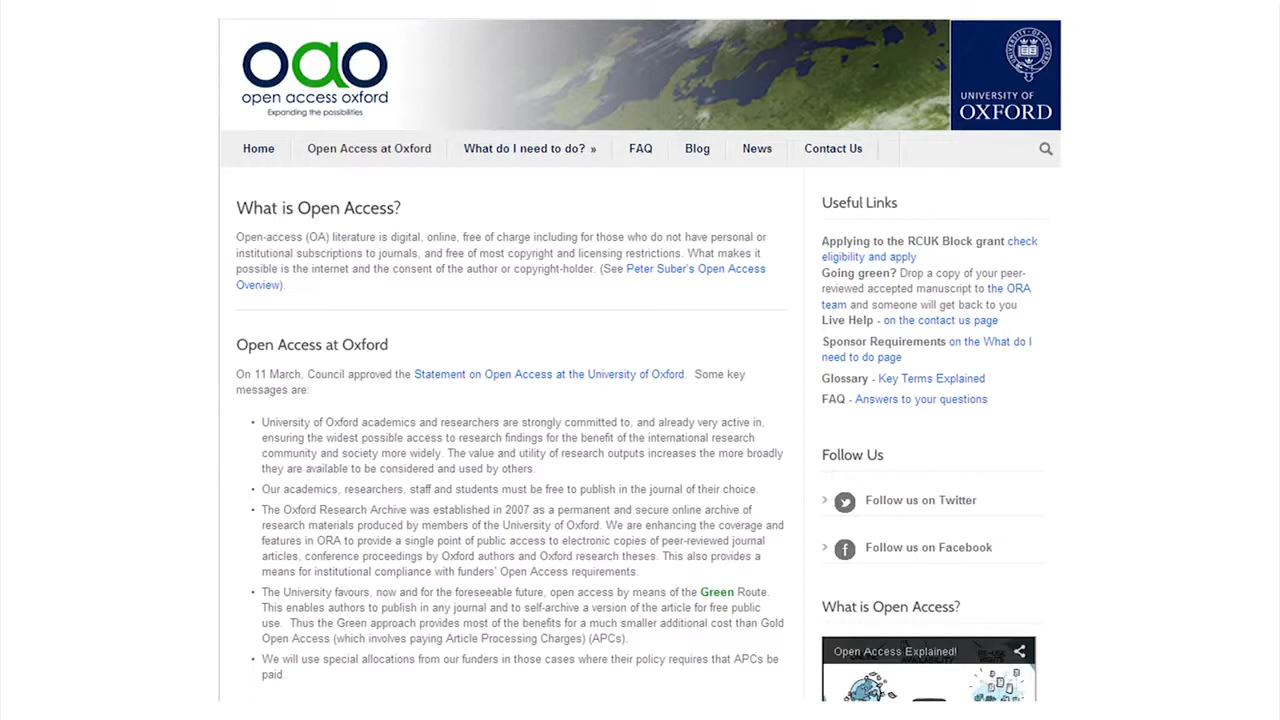 oao
open access oxford
Expanding the possibilities
UNIVERSITY OF
OXFORD
Home
Open Access at Oxford
What do I need to do? »
FAQ
Blog
News
Contact Us
What is Open Access?
Open-access (OA) literature is digital, online, free of charge including for those who do not have personal or
institutional subscriptions to journals, and free of most copyright and licensing restrictions. What makes it
possible is the internet and the consent of the author or copyright-holder. (See Peter Suber's Open Access
Overview).
Open Access at Oxford
On 11 March, Council approved the Statement on Open Access at the University of Oxford. Some key
messages are:
• University of Oxford academics and researchers are strongly committed to, and already very active in,
ensuring the widest possible access to research findings for the benefit of the international research
community and society more widely. The value and utility of research outputs increases the more broadly
they are available to be considered and used by others.
• Our academics, researchers, staff and students must be free to publish in the journal of their choice.
• The Oxford Research Archive was established in 2007 as a permanent and secure online archive of
research materials produced by members of the University of Oxford. We are enhancing the coverage and
features in ORA to provide a single point of public access to electronic copies of peer-reviewed journal
articles, conference proceedings by Oxford authors and Oxford research theses. This also provides a
means for institutional compliance with funders' Open Access requirements.
• The University favours, now and for the foreseeable future, open access by means of the Green Route.
This enables authors to publish in any journal and to self-archive a version of the article for free public
use. Thus the Green approach provides most of the benefits for a much smaller additional cost than Gold
Open Access (which involves paying Article Processing Charges) (APCs).
• We will use special allocations from our funders in those cases where their policy requires that APCs be
paid.
Useful Links
Applying to the RCUK Block grant check
eligibility and apply
Going green? Drop a copy of your peer-
reviewed accepted manuscript to the ORA
team and someone will get back to you
Live Help - on the contact us page
Sponsor Requirements on the What do I
need to do page
Glossary - Key Terms Explained
FAQ - Answers to your questions
Follow Us
Follow us on Twitter
Follow us on Facebook
What is Open Access?
Open Access Explained!